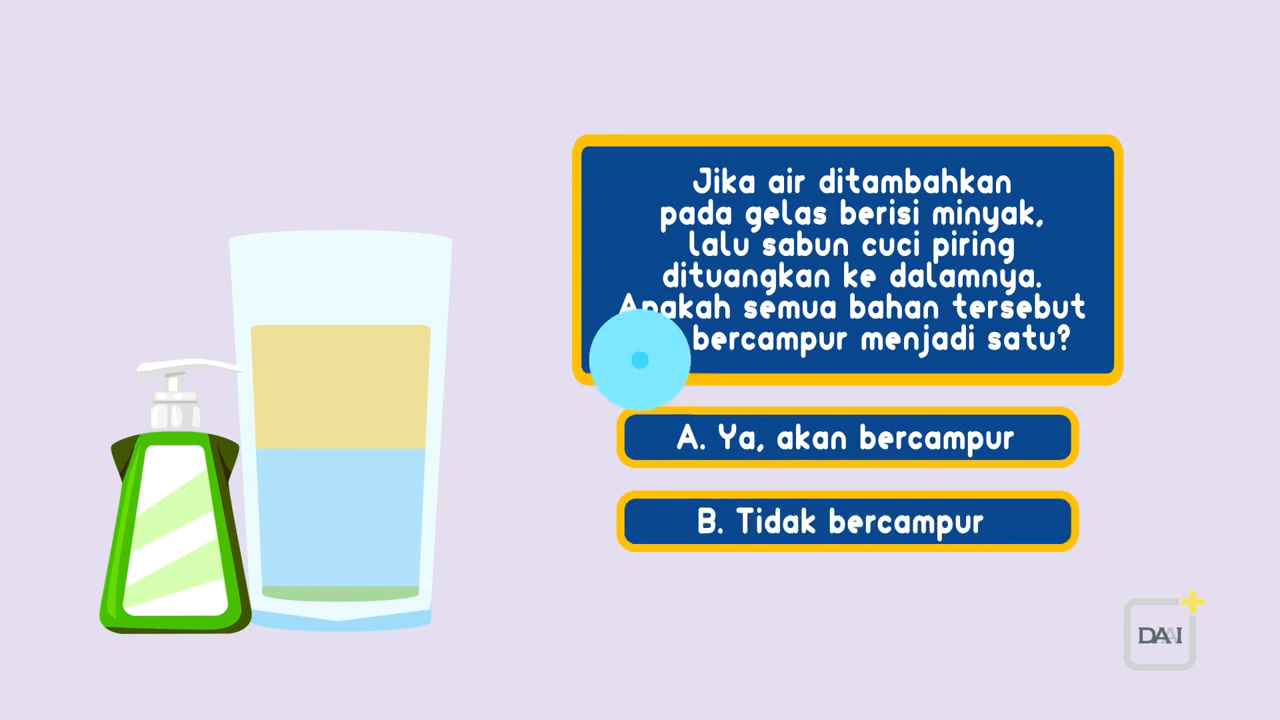 Jika air ditambahkan
pada gelas berisi minyak,
lalu sabun cuci piring
dituangkan ke dalamnya.
Apakah semua bahan tersebut
bercampur menjadi satu?
A. Ya, akan bercampur
B. Tidak bercampur
DAAI